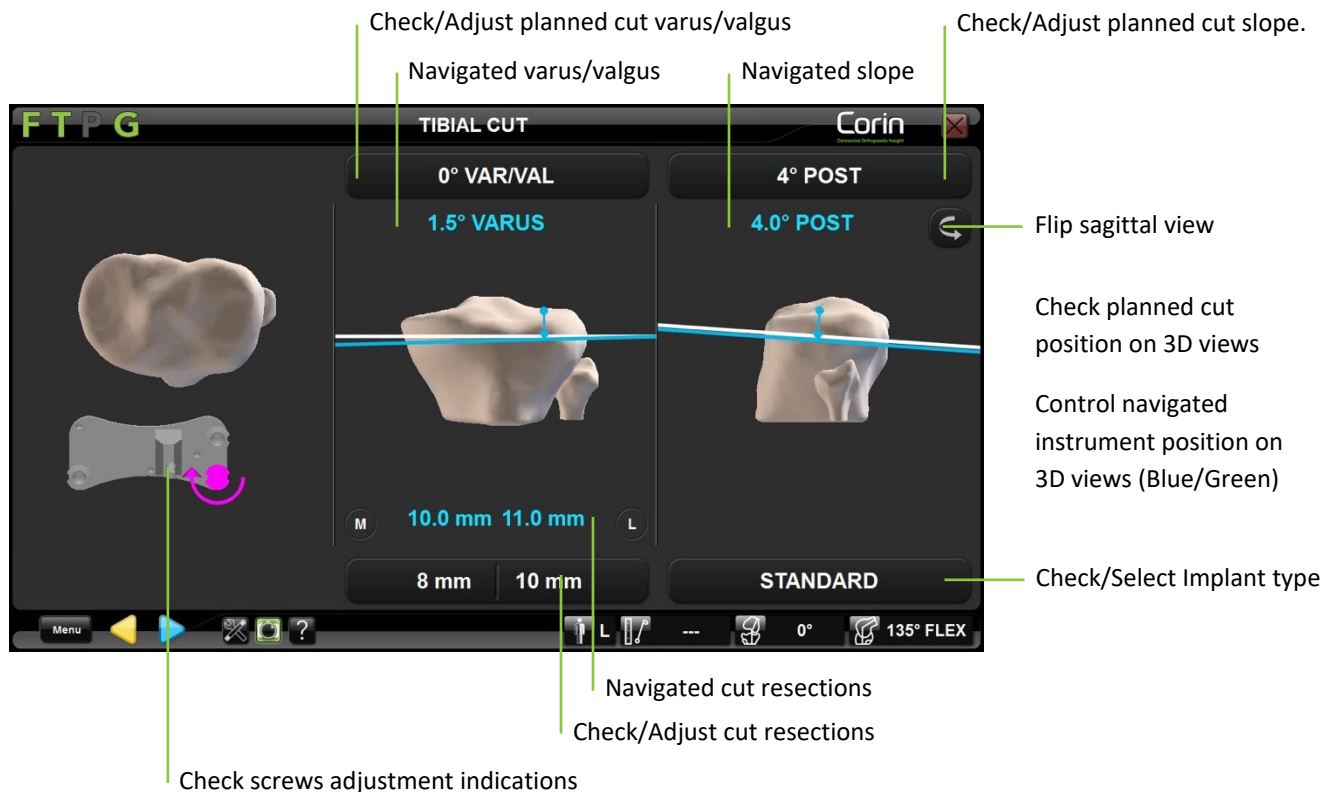 Check/Adjust planned cut varus/valgus
Check/Adjust planned cut slope.
Navigated varus/valgus
Navigated slope
F T P G
TIBIAL CUT
Corin
Connected Orthopaedic Insight
0° VAR/VAL
4° POST
1.5° VARUS
4.0° POST
Flip sagittal view
Check planned cut
position on 3D views
Control navigated
instrument position on
3D views (Blue/Green)
M
10.0 mm 11.0 mm
L
8 mm
10 mm
STANDARD
Check/Select Implant type
Menu
?
L
---
0°
135° FLEX
Navigated cut resections
Check/Adjust cut resections
Check screws adjustment indications